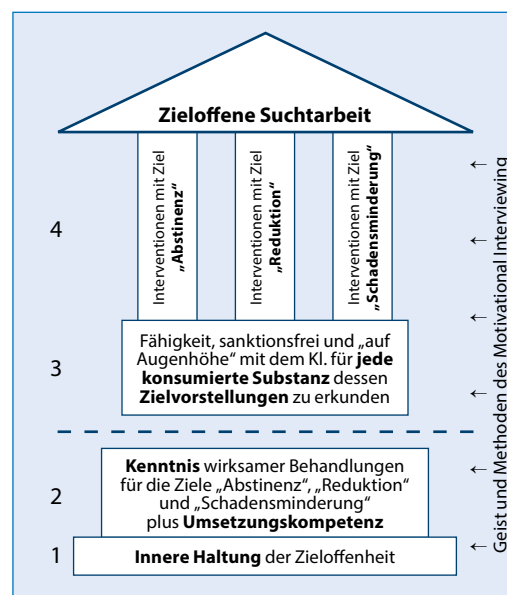 Zieloffene Suchtarbeit
4
Interventionen mit Ziel
„Abstinenz“
Interventionen mit Ziel
„Reduktion“
Interventionen mit Ziel
„Schadensminderung“
3
Fähigkeit, sanktionsfrei und „auf
Augenhöhe“ mit dem Kl. für jede
konsumierte Substanz dessen
Zielvorstellungen zu erkunden
2
Kenntnis wirksamer Behandlungen
für die Ziele „Abstinenz“, „Reduktion“
und „Schadensminderung“
plus Umsetzungskompetenz
1
Innere Haltung der Zieloffenheit
Geist und Methoden des Motivational Interviewing